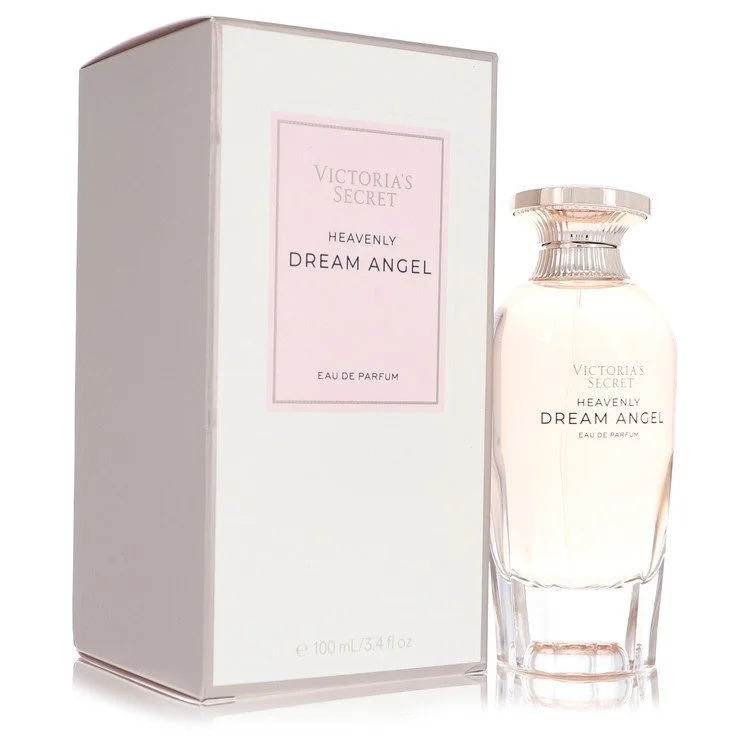 VICTORIA'S
SECRET
HEAVENLY
DREAM ANGEL
EAU DE PARFUM
℮ 100 mL/3.4 fl oz
VICTORIA'S
SECRET
HEAVENLY
DREAM ANGEL
EAU DE PARFUM